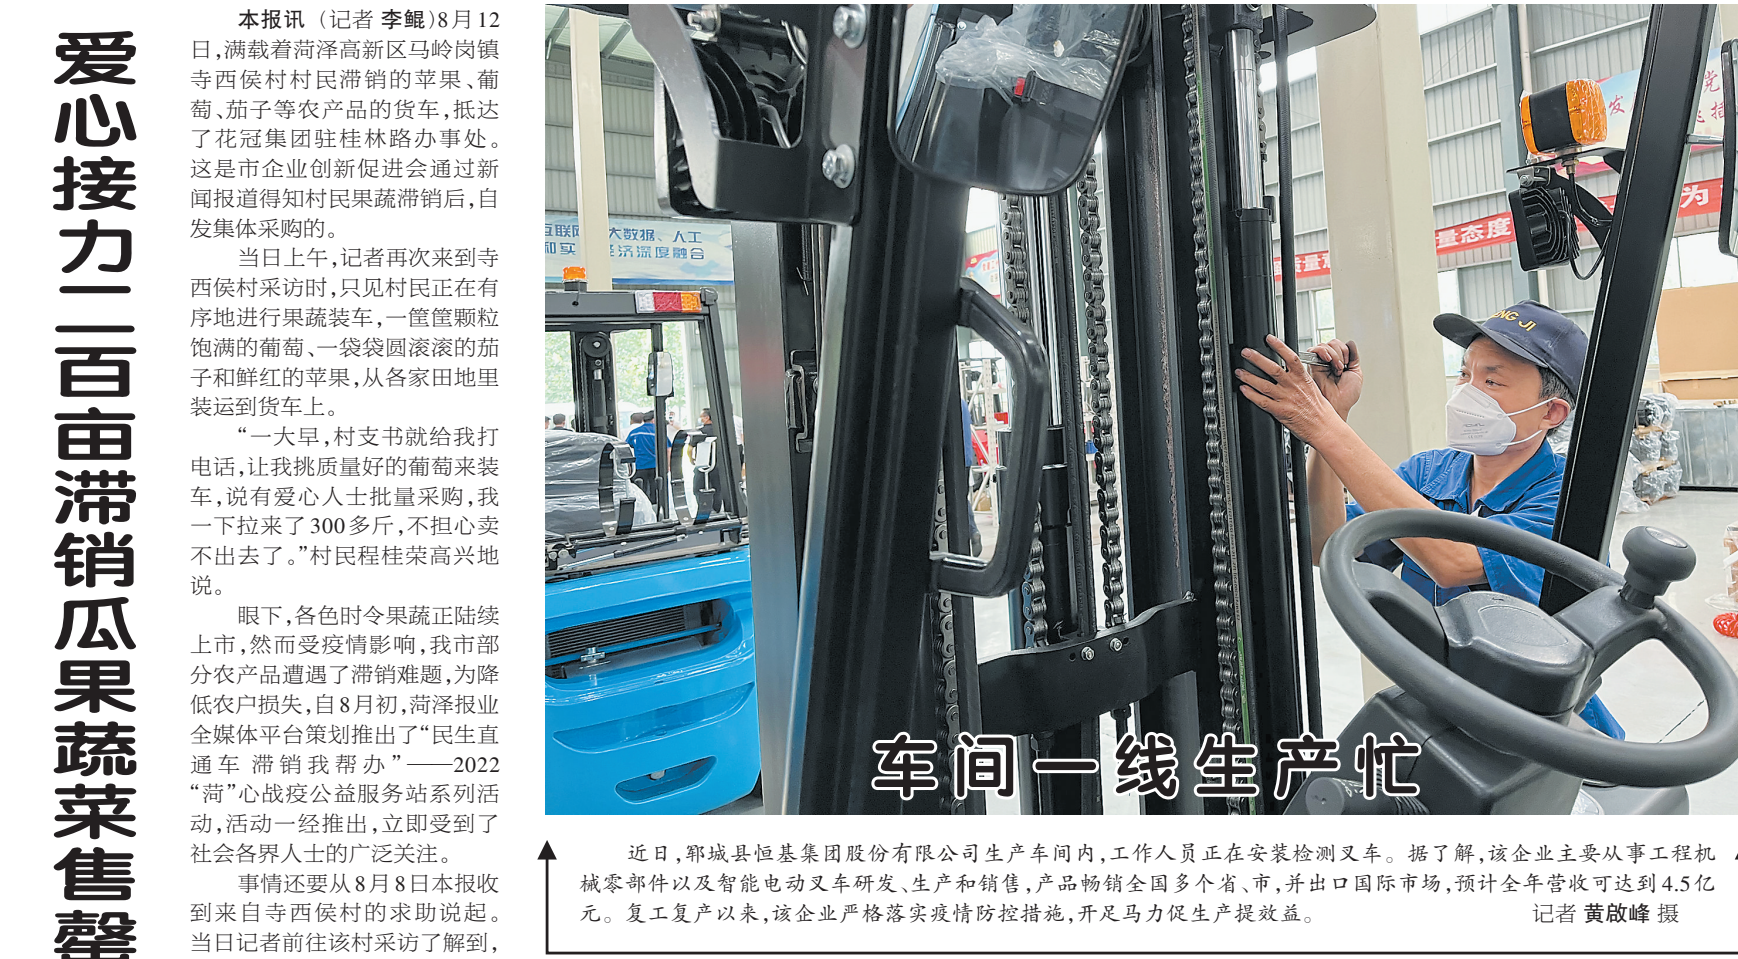 爱心接力二百亩滞销瓜果蔬菜售罄
本报讯（记者 李鲲）8月12
日,满载着菏泽高新区马岭岗镇
寺西侯村村民滞销的苹果、葡
萄、茄子等农产品的货车,抵达
了花冠集团驻桂林路办事处。
这是市企业创新促进会通过新
闻报道得知村民果蔬滞销后,自
发集体采购的。
当日上午,记者再次来到寺
西侯村采访时,只见村民正在有
序地进行果蔬装车,一筐筐颗粒
饱满的葡萄、一袋袋圆滚滚的茄
子和鲜红的苹果,从各家田地里
装运到货车上。
“一大早,村支书就给我打
电话,让我挑质量好的葡萄来装
车,说有爱心人士批量采购,我
一下拉来了300多斤,不担心卖
不出去了。”村民程桂荣高兴地
说。
眼下,各色时令果蔬正陆续
上市,然而受疫情影响,我市部
分农产品遭遇了滞销难题,为降
低农户损失,自8月初,菏泽报业
全媒体平台策划推出了“民生直
通车 滞销我帮办”——2022
“菏”心战疫公益服务站系列活
动,活动一经推出,立即受到了
社会各界人士的广泛关注。
事情还要从8月8日本报收
到来自寺西侯村的求助说起。
当日记者前往该村采访了解到,
互联网 大数据、人工
和实 经济深度融合
量态度
质量
为
党
发
NG JI
车间一线生产忙
近日,郓城县恒基集团股份有限公司生产车间内,工作人员正在安装检测叉车。据了解,该企业主要从事工程机
械零部件以及智能电动叉车研发、生产和销售,产品畅销全国多个省、市,并出口国际市场,预计全年营收可达到4.5亿
元。复工复产以来,该企业严格落实疫情防控措施,开足马力促生产提效益。
记者 黄啟峰 摄